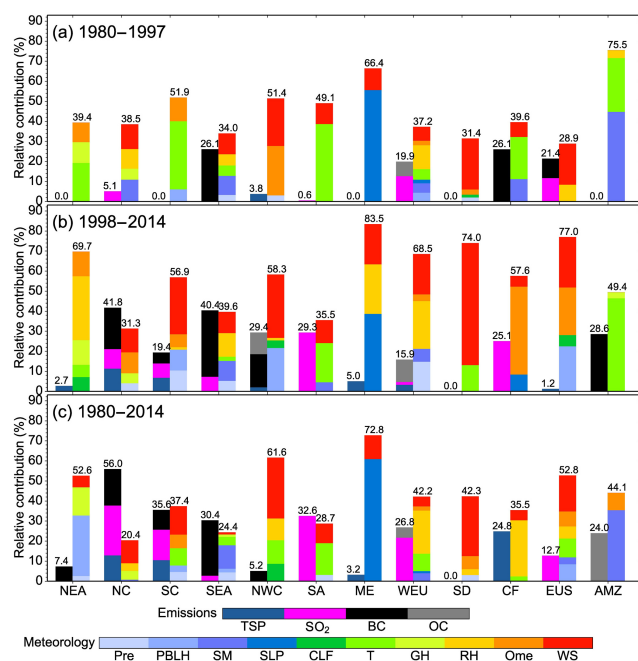 (a) 1980−1997
Relative contribution (%)
90
80
70
60
50
40
30
20
10
0
0.0 39.4 5.1 38.5 0.0 51.9 26.1 34.0 3.8 51.4 0.6 49.1 0.0 66.4 19.9 37.2 0.0 31.4 26.1 39.6 21.4 28.9 0.0 75.5
(b) 1998−2014
Relative contribution (%)
90
80
70
60
50
40
30
20
10
0
2.7 69.7 41.8 31.3 19.4 56.9 40.4 39.6 29.4 58.3 29.3 35.5 5.0 83.5 15.9 68.5 0.0 74.0 25.1 57.6 1.2 77.0 28.6 49.4
(c) 1980−2014
Relative contribution (%)
90
80
70
60
50
40
30
20
10
0
7.4 52.6 56.0 20.4 35.6 37.4 30.4 24.4 5.2 61.6 32.6 28.7 3.2 72.8 26.8 42.2 0.0 42.3 24.8 35.5 12.7 52.8 24.0 44.1
NEA NC SC SEA NWC SA ME WEU SD CF EUS AMZ
Emissions
TSP SO₂ BC OC
Meteorology
Pre PBLH SM SLP CLF T GH RH Ome WS